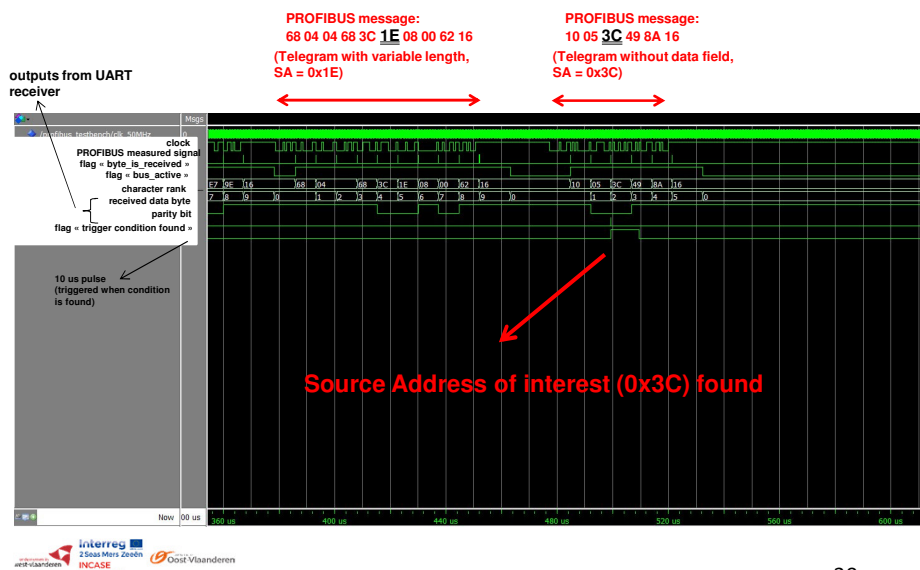 PROFIBUS message:
68 04 04 68 3C 1E 08 00 62 16
(Telegram with variable length,
SA = 0x1E)
PROFIBUS message:
10 05 3C 49 8A 16
(Telegram without data field,
SA = 0x3C)
outputs from UART
receiver
Msgs
/profibus_testbench/clk_50MHz 0
clock
PROFIBUS measured signal
flag « byte_is_received »
flag « bus_active »
character rank
received data byte
parity bit
flag « trigger condition found »
E7 9E 16 68 04 68 3C 1E 08 00 62 16 10 05 3C 49 8A 16
7 8 9 0 1 2 3 4 5 6 7 8 9 0 1 2 3 4 5 0
10 us pulse
(triggered when condition
is found)
Source Address of interest (0x3C) found
Now 00 us
360 us 400 us 440 us 480 us 520 us 560 us 600 us
west-vlaanderen
Interreg
2 Seas Mers Zeeën
INCASE
Oost-Vlaanderen